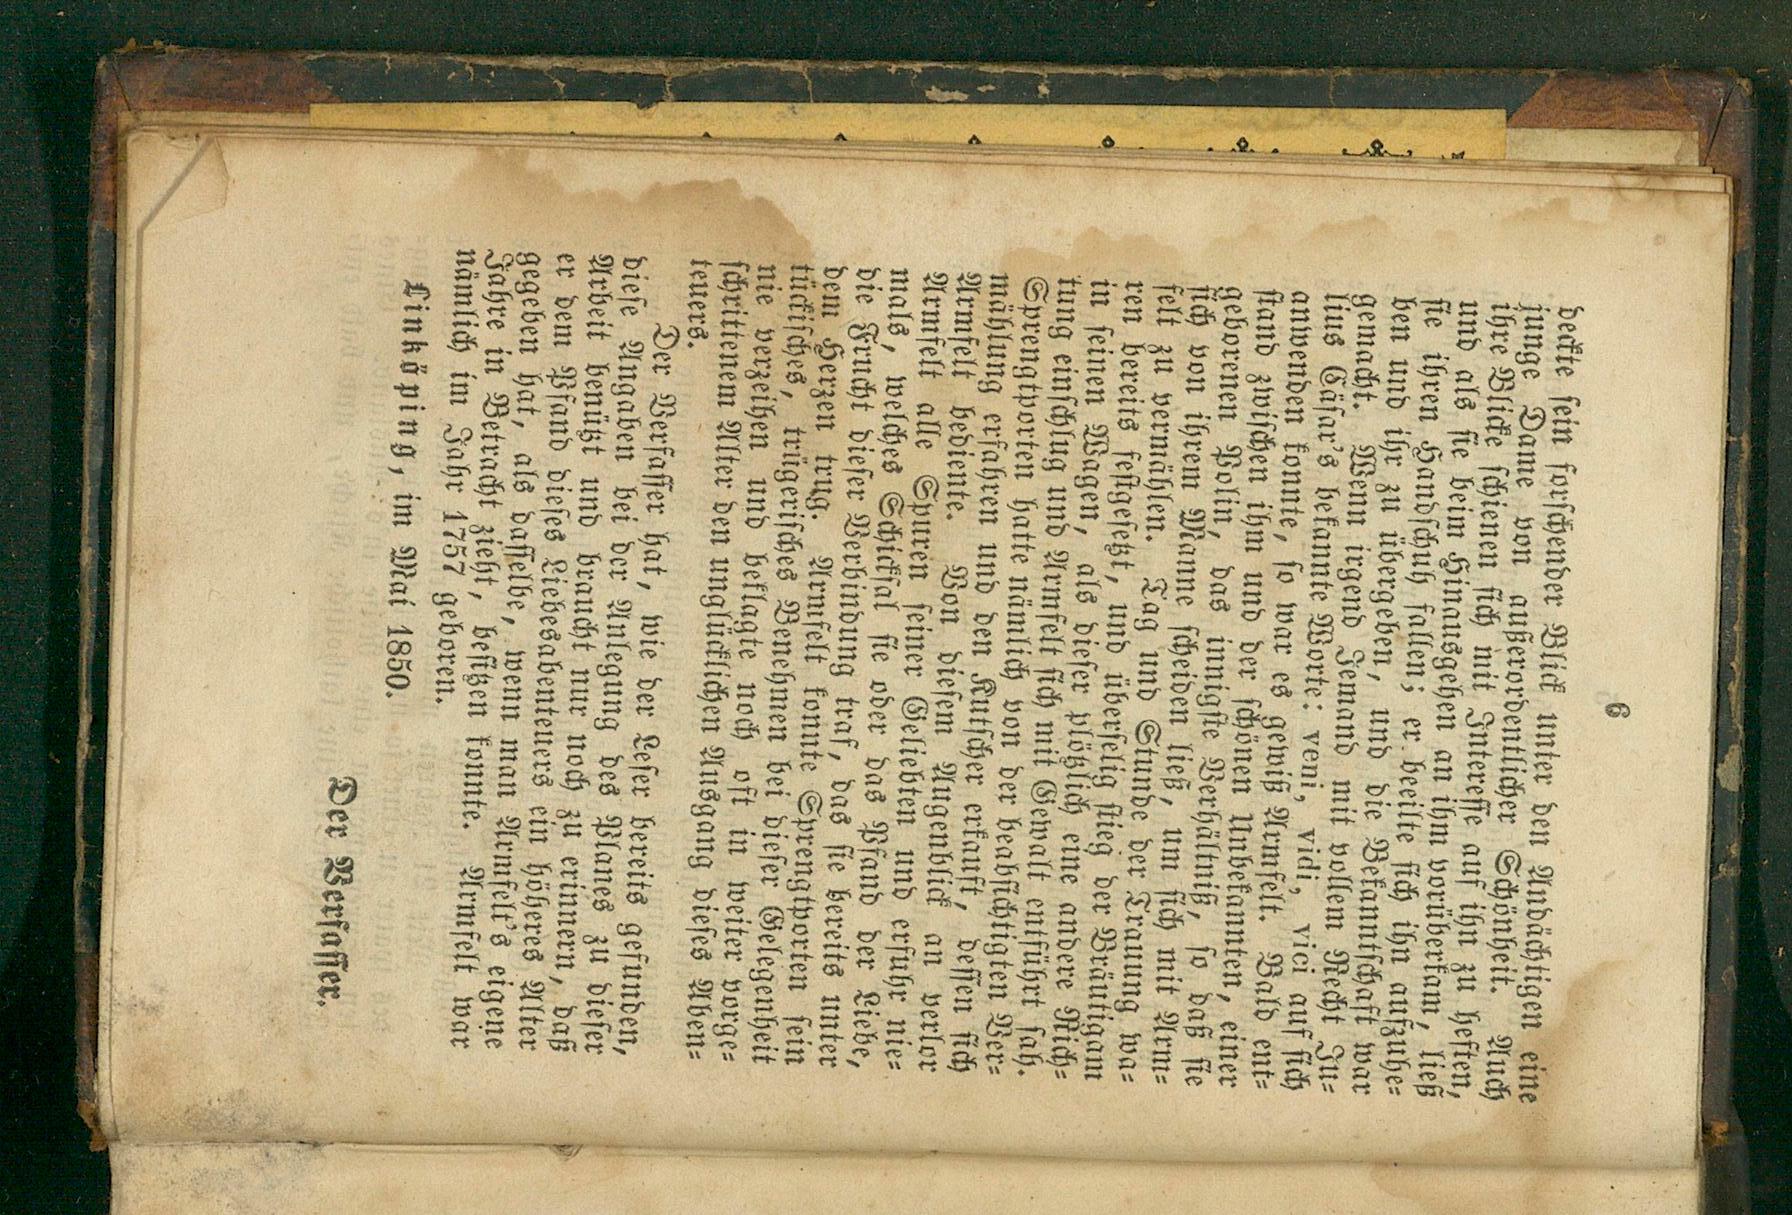 6
deckte sein forschender Blick unter den Andächtigen eine
junge Dame von außerordentlicher Schönheit. Auch
ihre Blicke schienen sich mit Interesse auf ihn zu heften,
und als sie beim Hinausgehen an ihm vorüberkam, ließ
sie ihren Handschuh fallen; er beeilte sich ihn aufzuhe=
ben und ihr zu übergeben, und die Bekanntschaft war
gemacht. Wenn irgend Jemand mit vollem Recht Ju=
lius Cäsar's bekannte Worte: veni, vidi, vici auf sich
anwenden konnte, so war es gewiß Armfelt. Bald ent=
stand zwischen ihm und der schönen Unbekannten, einer
geborenen Polin, das innigste Verhältniß, so daß sie
sich von ihrem Manne scheiden ließ, um sich mit Arm=
felt zu vermählen. Tag und Stunde der Trauung wa=
ren bereits festgesetzt, und überselig stieg der Bräutigam
in seinen Wagen, als dieser plötzlich eine andere Rich=
tung einschlug und Armfelt sich mit Gewalt entführt sah.
Sprengtporten hatte nämlich von der beabsichtigten Ver=
mählung erfahren und den Kutscher erkauft, dessen sich
Armfelt bediente. Von diesem Augenblick an verlor
Armfelt alle Spuren seiner Geliebten und erfuhr nie=
mals, welches Schicksal sie oder das Pfand der Liebe,
die Frucht dieser Verbindung traf, das sie bereits unter
dem Herzen trug. Armfelt konnte Sprengtporten sein
tückisches, trügerisches Benehmen bei dieser Gelegenheit
nie verzeihen und beklagte noch oft in weiter vorge=
schrittenem Alter den unglücklichen Ausgang dieses Aben=
teuers.
Der Verfasser hat, wie der Leser bereits gefunden,
diese Angaben bei der Anlegung des Planes zu dieser
Arbeit benützt und braucht nur noch zu erinnern, daß
er dem Pfand dieses Liebesabenteuers ein höheres Alter
gegeben hat, als dasselbe, wenn man Armfelt's eigene
Jahre in Betracht zieht, besitzen konnte. Armfelt war
nämlich im Jahr 1757 geboren.
Linköping, im Mai 1850.
Der Verfasser.